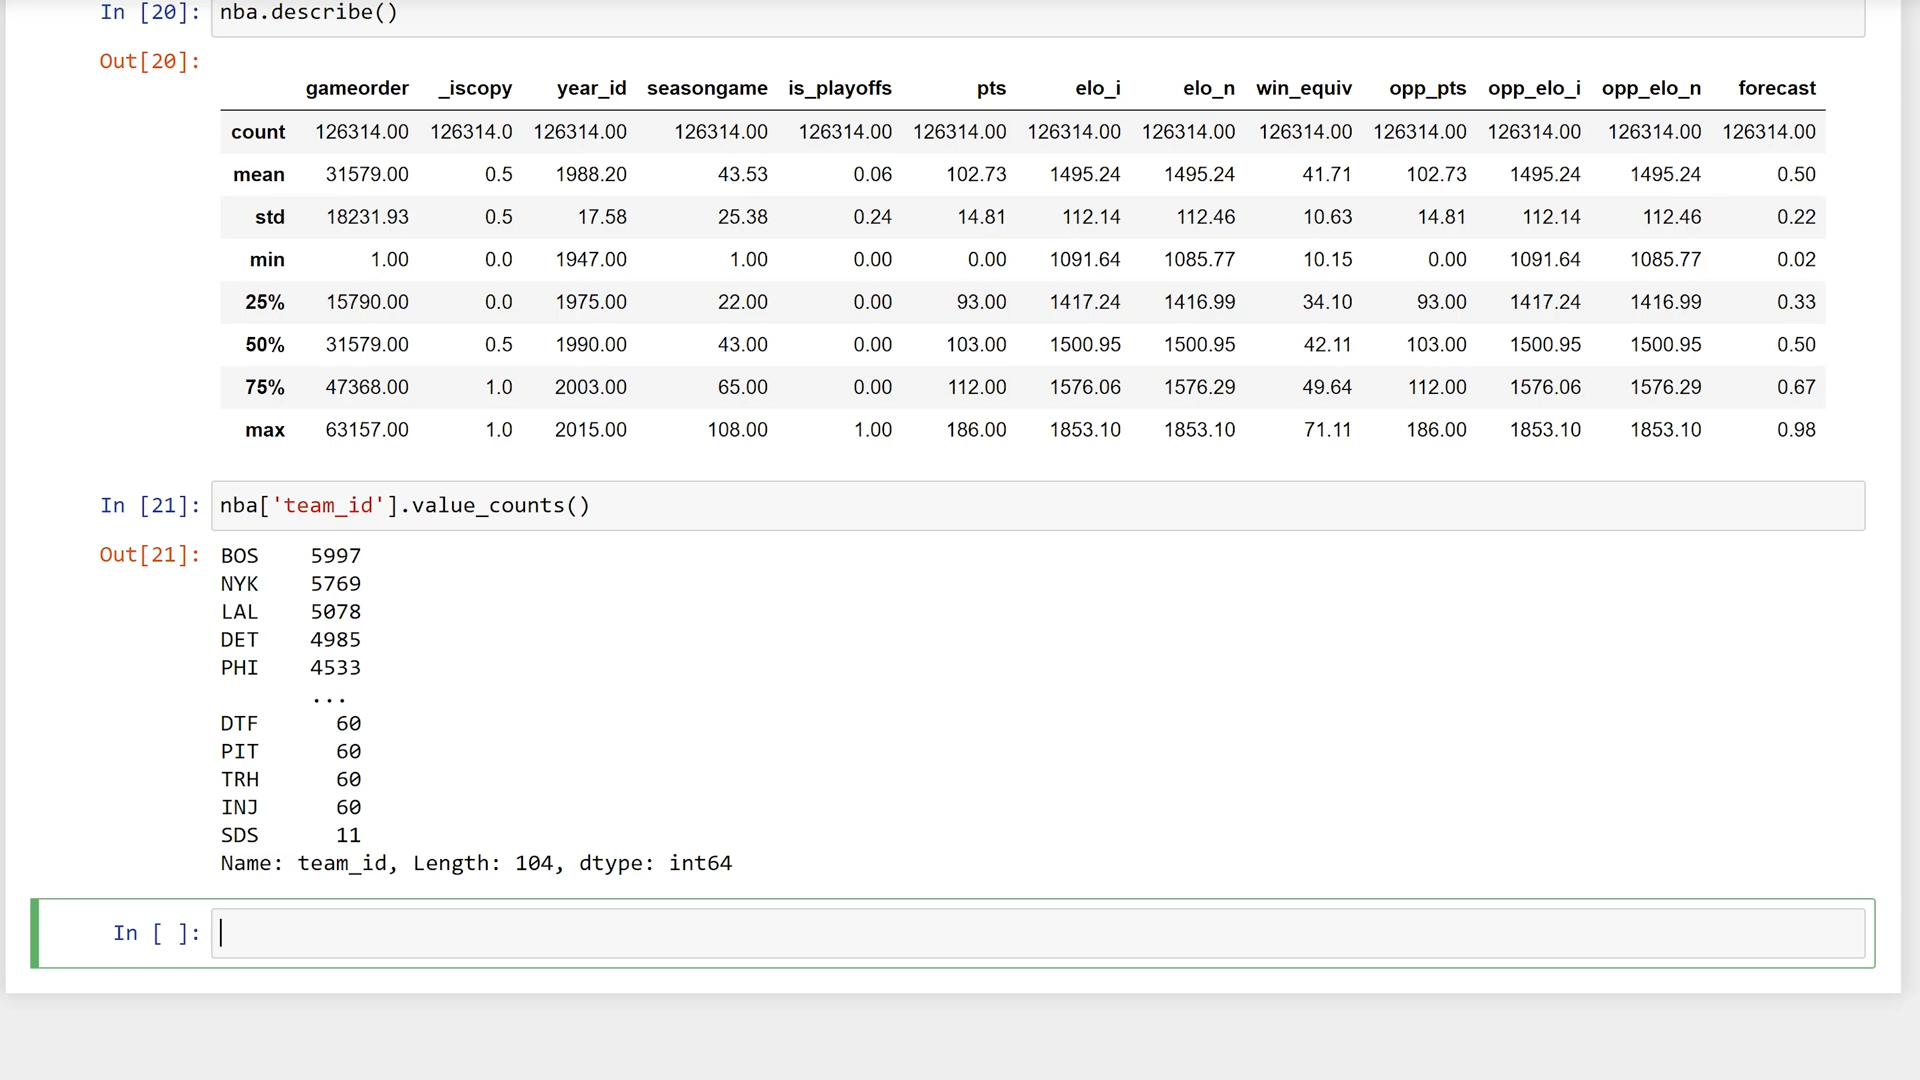 In [20]: nba.describe()
Out[20]:
gameorder _iscopy year_id seasongame is_playoffs pts elo_i elo_n win_equiv opp_pts opp_elo_i opp_elo_n forecast
count 126314.00 126314.0 126314.00 126314.00 126314.00 126314.00 126314.00 126314.00 126314.00 126314.00 126314.00 126314.00 126314.00
mean 31579.00 0.5 1988.20 43.53 0.06 102.73 1495.24 1495.24 41.71 102.73 1495.24 1495.24 0.50
std 18231.93 0.5 17.58 25.38 0.24 14.81 112.14 112.46 10.63 14.81 112.14 112.46 0.22
min 1.00 0.0 1947.00 1.00 0.00 0.00 1091.64 1085.77 10.15 0.00 1091.64 1085.77 0.02
25% 15790.00 0.0 1975.00 22.00 0.00 93.00 1417.24 1416.99 34.10 93.00 1417.24 1416.99 0.33
50% 31579.00 0.5 1990.00 43.00 0.00 103.00 1500.95 1500.95 42.11 103.00 1500.95 1500.95 0.50
75% 47368.00 1.0 2003.00 65.00 0.00 112.00 1576.06 1576.29 49.64 112.00 1576.06 1576.29 0.67
max 63157.00 1.0 2015.00 108.00 1.00 186.00 1853.10 1853.10 71.11 186.00 1853.10 1853.10 0.98
In [21]: nba['team_id'].value_counts()
Out[21]: BOS 5997
NYK 5769
LAL 5078
DET 4985
PHI 4533
...
DTF 60
PIT 60
TRH 60
INJ 60
SDS 11
Name: team_id, Length: 104, dtype: int64
In [ ]: